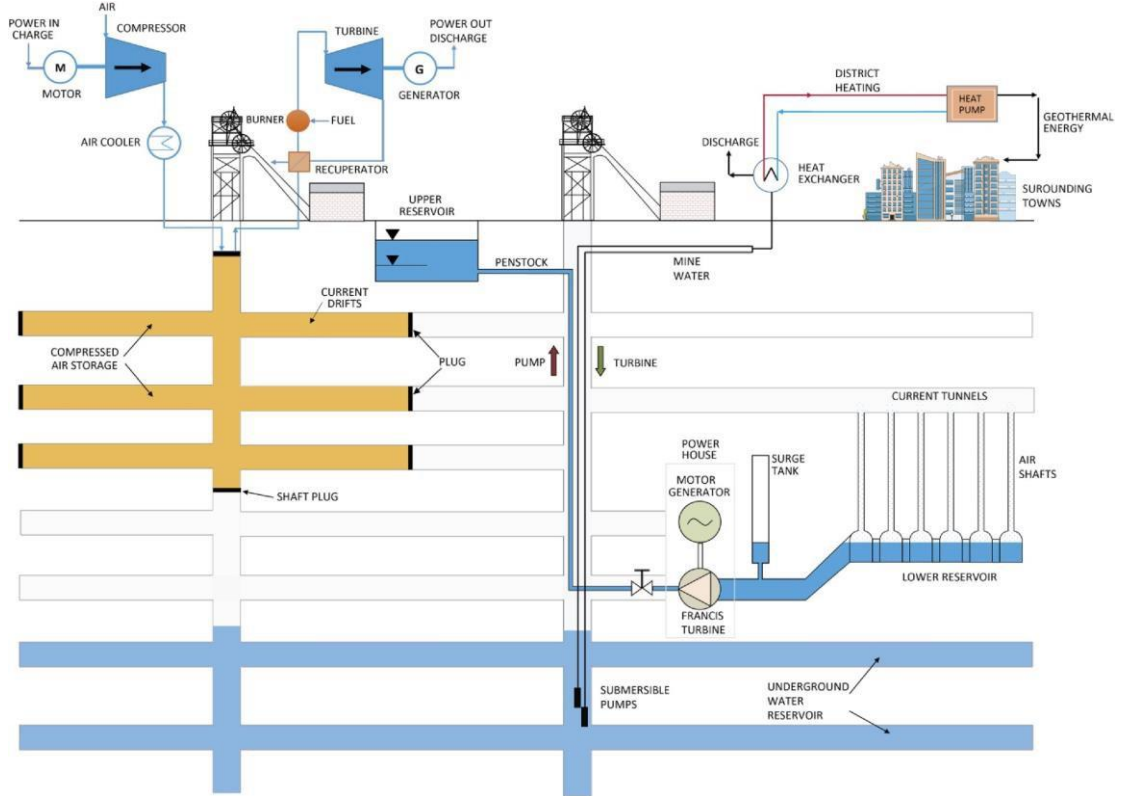 AIR
POWER IN
CHARGE
COMPRESSOR
M
MOTOR
TURBINE
POWER OUT
DISCHARGE
G
GENERATOR
BURNER
FUEL
AIR COOLER
RECUPERATOR
DISTRICT
HEATING
HEAT
PUMP
GEOTHERMAL
ENERGY
DISCHARGE
HEAT
EXCHANGER
SUROUNDING
TOWNS
UPPER
RESERVOIR
PENSTOCK
MINE
WATER
CURRENT
DRIFTS
COMPRESSED
AIR STORAGE
PLUG
PUMP
TURBINE
CURRENT TUNNELS
POWER
HOUSE
SURGE
TANK
AIR
SHAFTS
MOTOR
GENERATOR
SHAFT PLUG
LOWER RESERVOIR
FRANCIS
TURBINE
SUBMERSIBLE
PUMPS
UNDERGROUND
WATER
RESERVOIR